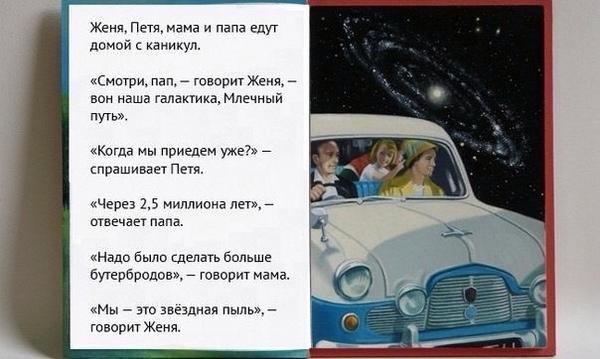 Женя, Петя, мама и папа едут
домой с каникул.
«Смотри, пап, — говорит Женя, —
вон наша галактика, Млечный
путь».
«Когда мы приедем уже?» —
спрашивает Петя.
«Через 2,5 миллиона лет», —
отвечает папа.
«Надо было сделать больше
бутербродов», — говорит мама.
«Мы — это звёздная пыль», —
говорит Женя.